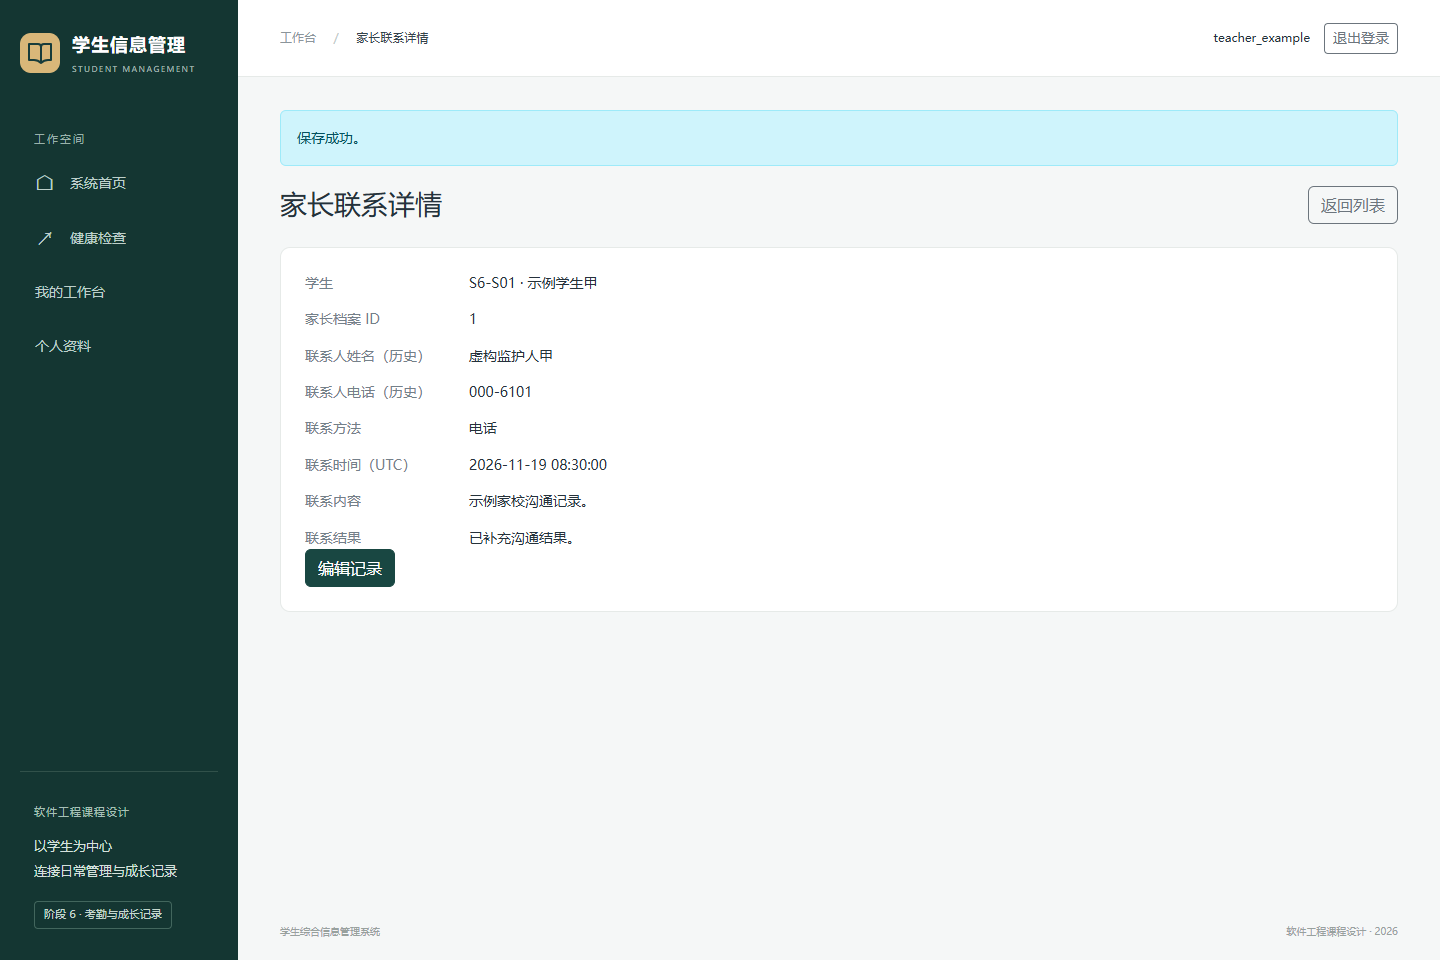 学生信息管理
STUDENT MANAGEMENT
工作空间
系统首页
健康检查
我的工作台
个人资料
软件工程课程设计
以学生为中心
连接日常管理与成长记录
阶段 6 · 考勤与成长记录
工作台 / 家长联系详情
teacher_example
退出登录
保存成功。
家长联系详情
返回列表
学生 S6-S01 · 示例学生甲
家长档案 ID 1
联系人姓名（历史） 虚构监护人甲
联系人电话（历史） 000-6101
联系方法 电话
联系时间（UTC） 2026-11-19 08:30:00
联系内容 示例家校沟通记录。
联系结果 已补充沟通结果。
编辑记录
学生综合信息管理系统
软件工程课程设计 · 2026